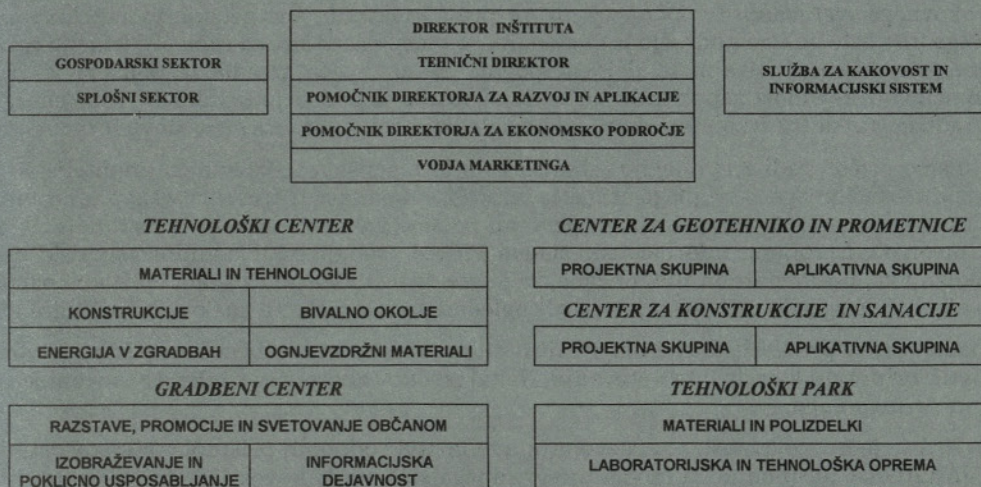 DIREKTOR INŠTITUTA
TEHNIČNI DIREKTOR
POMOČNIK DIREKTORJA ZA RAZVOJ IN APLIKACIJE
POMOČNIK DIREKTORJA ZA EKONOMSKO PODROČJE
VODJA MARKETINGA
GOSPODARSKI SEKTOR
SPLOŠNI SEKTOR
SLUŽBA ZA KAKOVOST IN
INFORMACIJSKI SISTEM
TEHNOLOŠKI CENTER
MATERIALI IN TEHNOLOGIJE
KONSTRUKCIJE
BIVALNO OKOLJE
ENERGIJA V ZGRADBAH
OGNJEVZDRŽNI MATERIALI
GRADBENI CENTER
RAZSTAVE, PROMOCIJE IN SVETOVANJE OBČANOM
IZOBRAŽEVANJE IN
POKLICNO USPOSABLJANJE
INFORMACIJSKA
DEJAVNOST
CENTER ZA GEOTEHNIKO IN PROMETNICE
PROJEKTNA SKUPINA
APLIKATIVNA SKUPINA
CENTER ZA KONSTRUKCIJE IN SANACIJE
PROJEKTNA SKUPINA
APLIKATIVNA SKUPINA
TEHNOLOŠKI PARK
MATERIALI IN POLIZDELKI
LABORATORIJSKA IN TEHNOLOŠKA OPREMA